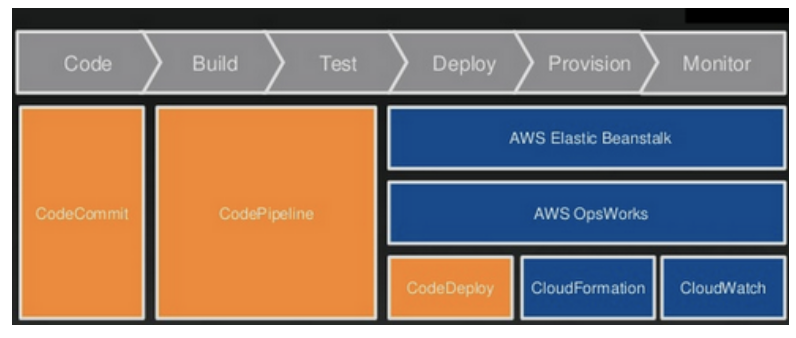 Code Build Test Deploy Provision Monitor
AWS Elastic Beanstalk
CodeCommit CodePipeline AWS OpsWorks
CodeDeploy CloudFormation CloudWatch